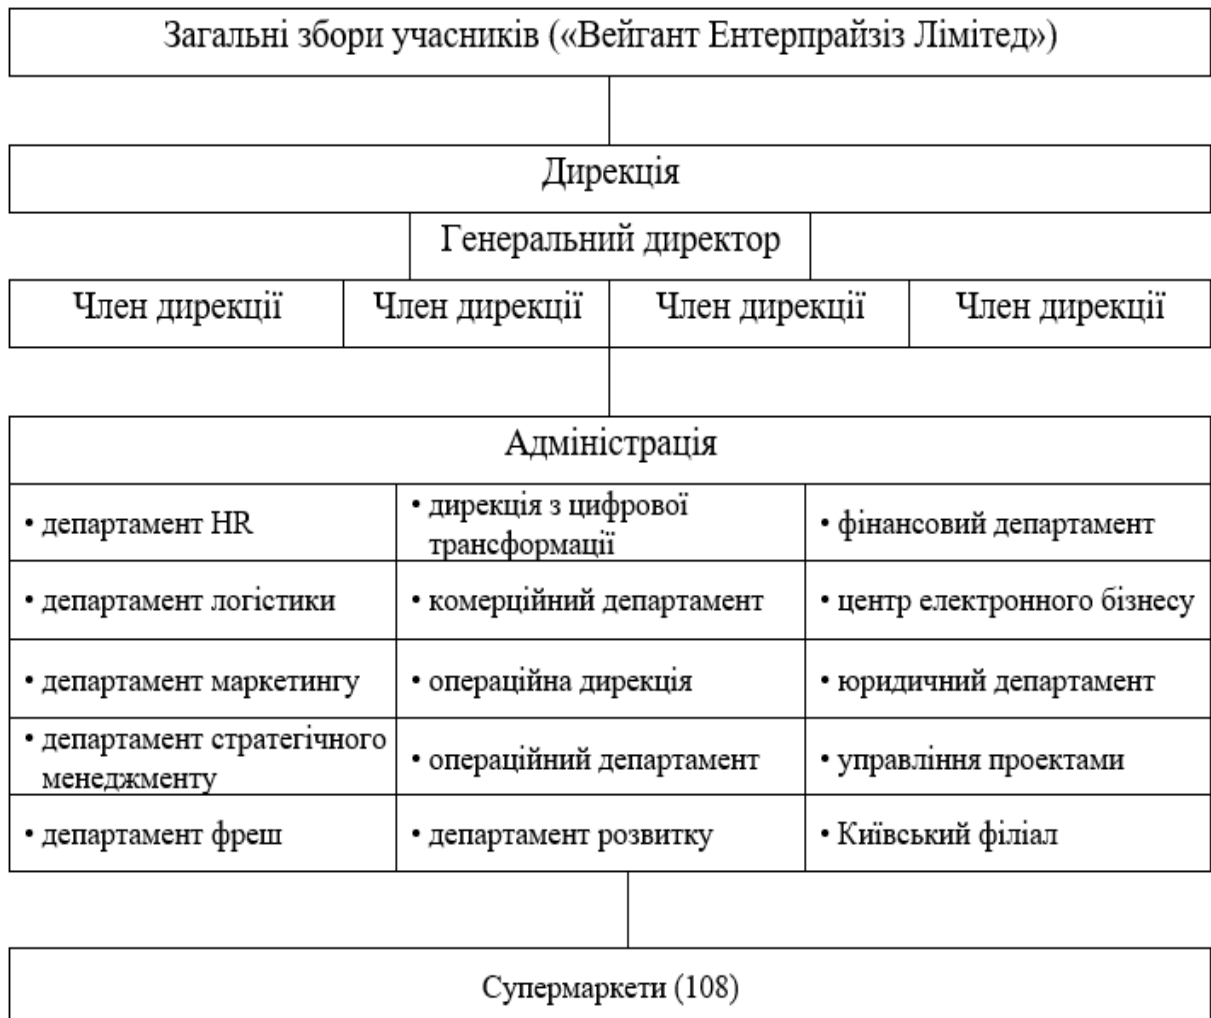 Загальні збори учасників («Вейгант Ентерпрайзіз Лімітед»)
Дирекція
Генеральний директор
Член дирекції
Член дирекції
Член дирекції
Член дирекції
Адміністрація
• департамент HR
• дирекція з цифрової
трансформації
• фінансовий департамент
• департамент логістики
• комерційний департамент
• центр електронного бізнесу
• департамент маркетингу
• операційна дирекція
• юридичний департамент
• департамент стратегічного
менеджменту
• операційний департамент
• управління проектами
• департамент фреш
• департамент розвитку
• Київський філіал
Супермаркети (108)